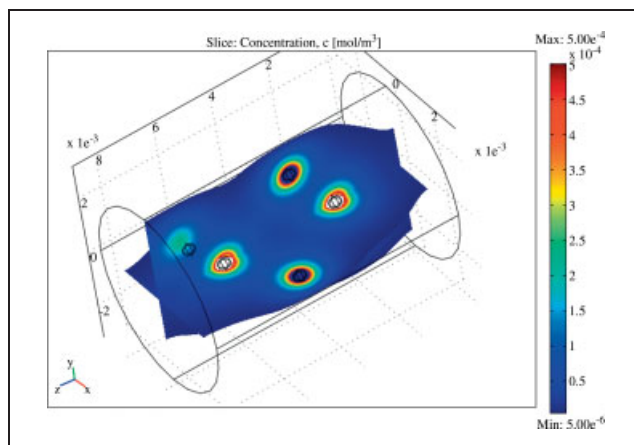 Slice: Concentration, c [mol/m³]
Max: 5.00e⁻⁴
x 10⁻⁴
5
4.5
4
3.5
3
2.5
2
1.5
1
0.5
Min: 5.00e⁻⁶
2
4
6
8
x 1e⁻³
2
0
-2
0
2
x 1e⁻³
y
z
x